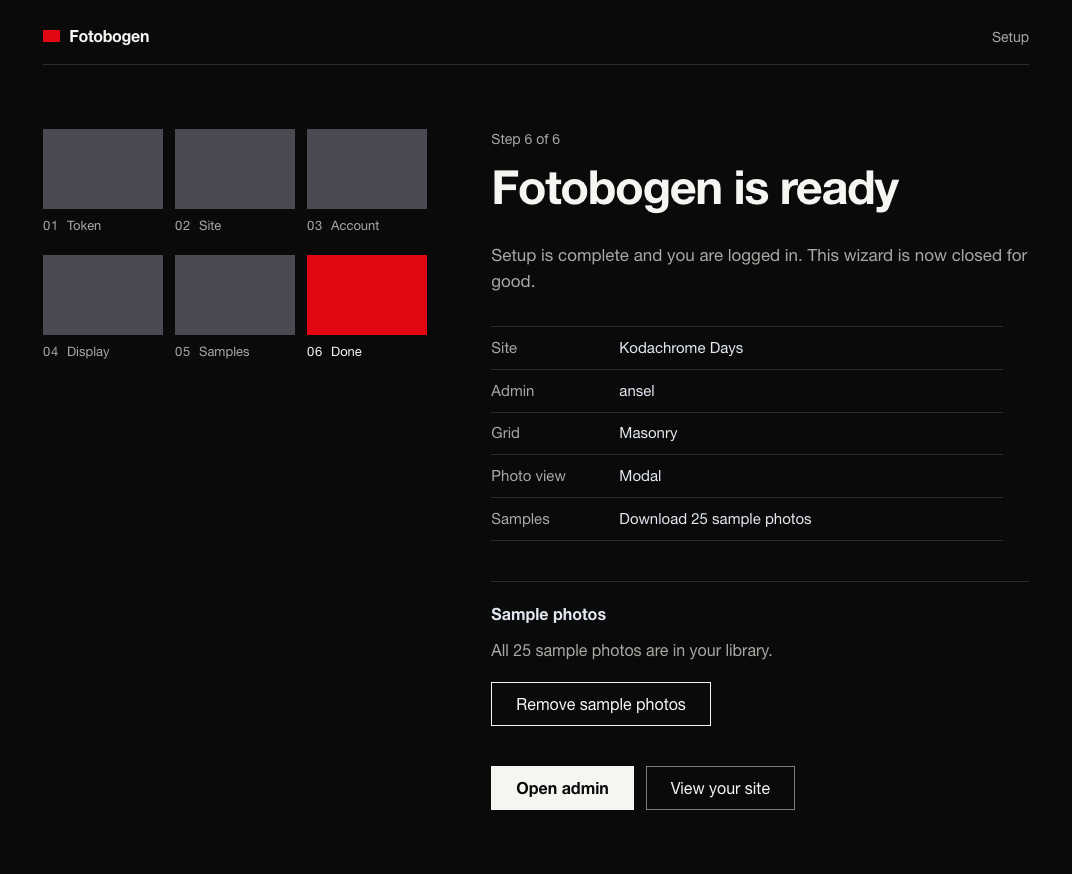 Fotobogen
Setup
01 Token
02 Site
03 Account
04 Display
05 Samples
06 Done
Step 6 of 6
Fotobogen is ready
Setup is complete and you are logged in. This wizard is now closed for
good.
Site Kodachrome Days
Admin ansel
Grid Masonry
Photo view Modal
Samples Download 25 sample photos
Sample photos
All 25 sample photos are in your library.
Remove sample photos
Open admin
View your site